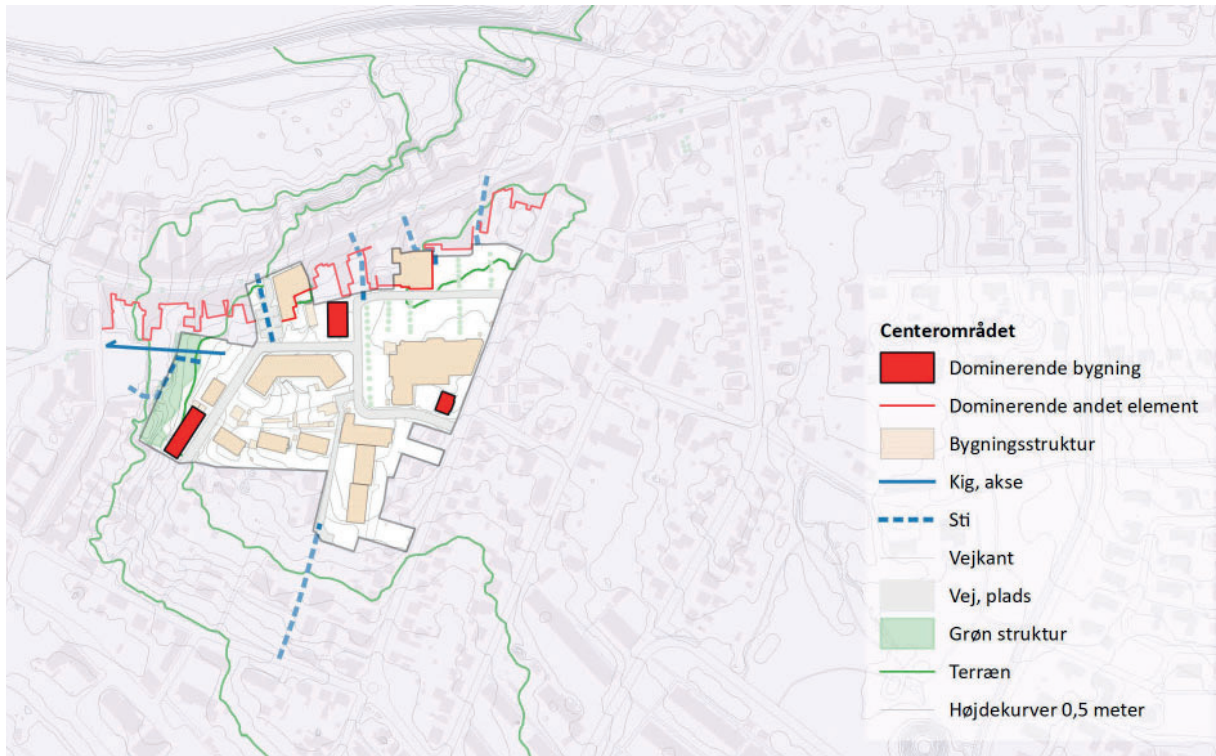 Centerområdet
Dominerende bygning
Dominerende andet element
Bygningsstruktur
Kig, akse
Sti
Vejkant
Vej, plads
Grøn struktur
Terræn
Højdekurver 0,5 meter